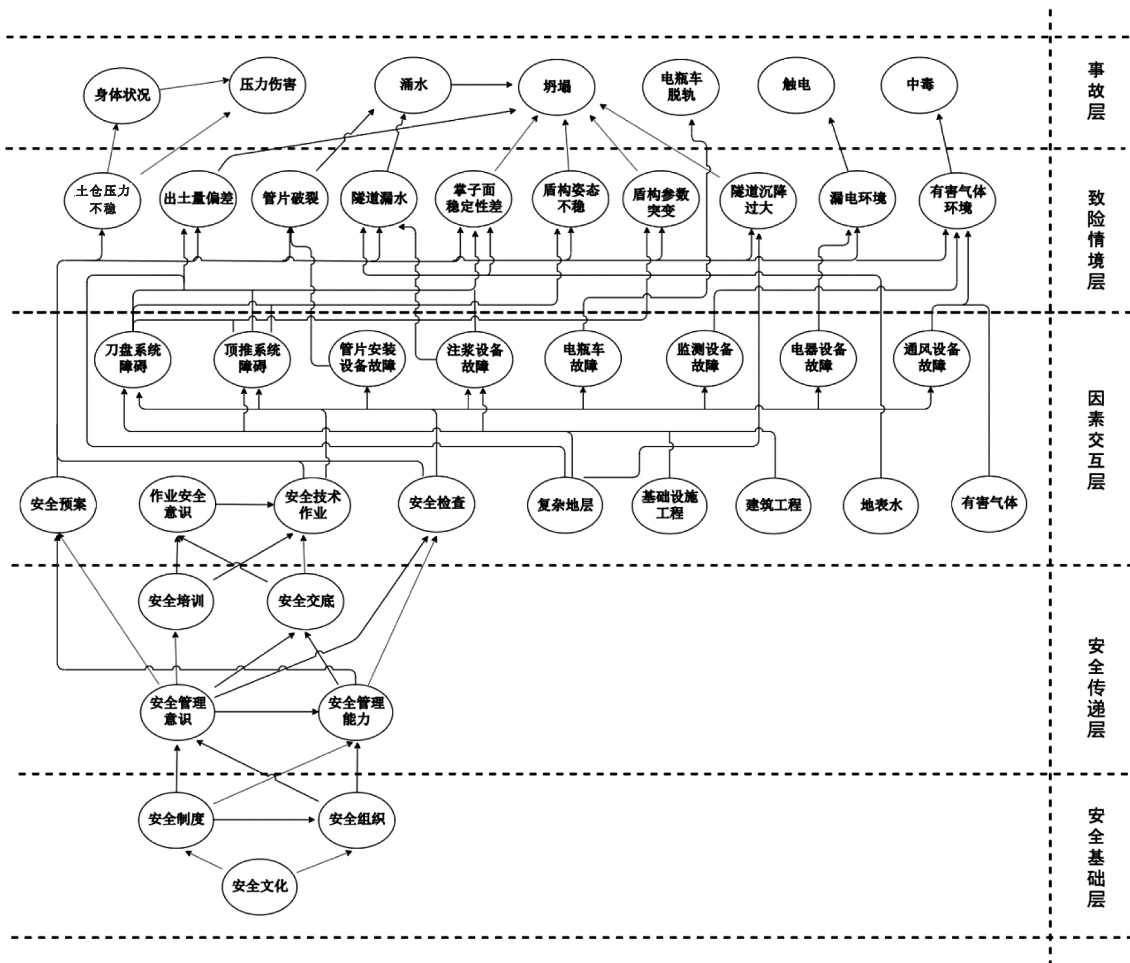 身体状况
压力伤害
涌水
坍塌
电瓶车
脱轨
触电
中毒
事故层
土仓压力
不稳
出土量偏差
管片破裂
隧道漏水
掌子面
稳定性差
盾构姿态
不稳
盾构参数
突变
隧道沉降
过大
漏电环境
有害气体
环境
致险情境层
刀盘系统
障碍
顶推系统
障碍
管片安装
设备故障
注浆设备
故障
电瓶车
故障
监测设备
故障
电器设备
故障
通风设备
故障
因素交互层
安全预案
作业安全
意识
安全技术
作业
安全检查
复杂地层
基础设施
工程
建筑工程
地表水
有害气体
安全培训
安全交底
安全传递层
安全管理
意识
安全管理
能力
安全制度
安全组织
安全基础层
安全文化